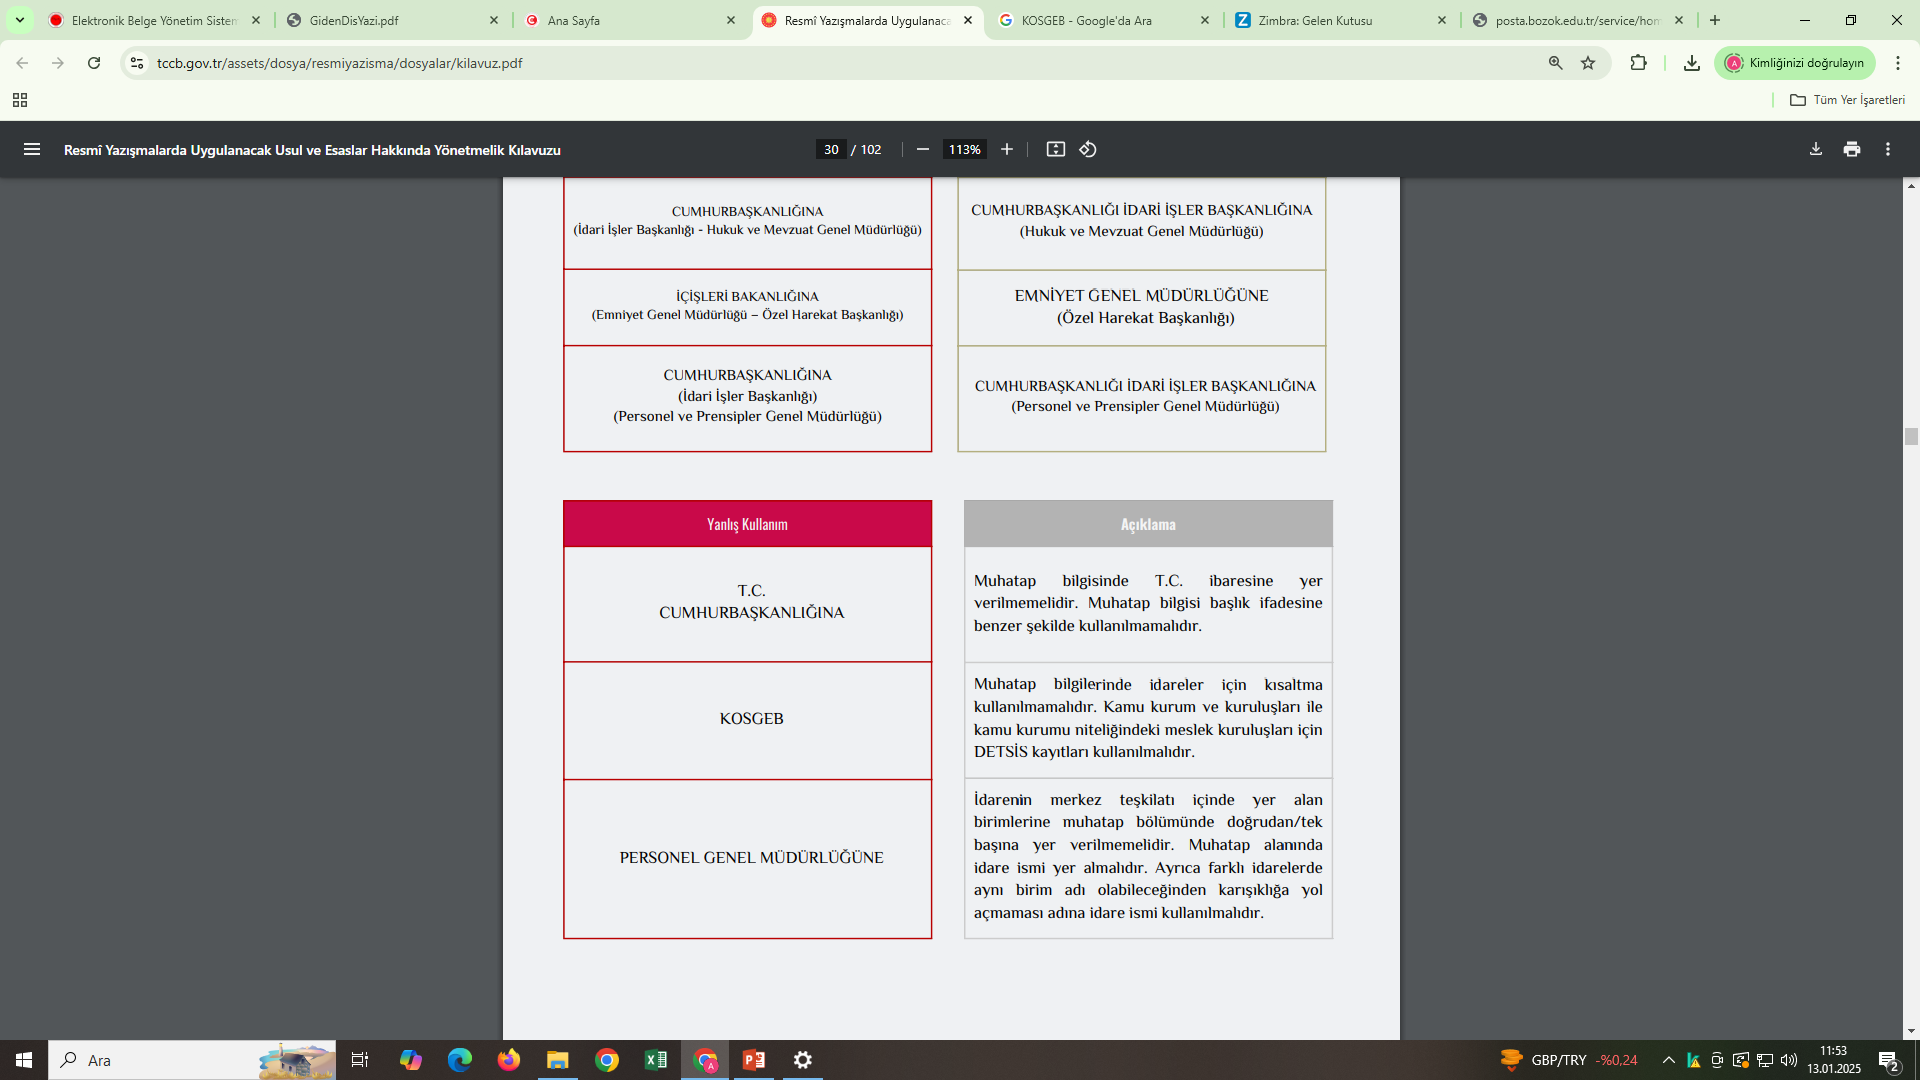 Elektronik Belge Yönetim Sistem
GidenDisYazi.pdf
Ana Sayfa
Resmî Yazışmalarda Uygulanaca
KOSGEB - Google'da Ara
Zimbra: Gelen Kutusu
posta.bozok.edu.tr/service/hom
tccb.gov.tr/assets/dosya/resmiyazisma/dosyalar/kilavuz.pdf
Kimliğinizi doğrulayın
Tüm Yer İşaretleri
Resmî Yazışmalarda Uygulanacak Usul ve Esaslar Hakkında Yönetmelik Kılavuzu
30 / 102
113%
CUMHURBAŞKANLIĞINA
(İdari İşler Başkanlığı - Hukuk ve Mevzuat Genel Müdürlüğü)
CUMHURBAŞKANLIĞI İDARİ İŞLER BAŞKANLIĞINA
(Hukuk ve Mevzuat Genel Müdürlüğü)
İÇİŞLERİ BAKANLIĞINA
(Emniyet Genel Müdürlüğü – Özel Harekat Başkanlığı)
EMNİYET GENEL MÜDÜRLÜĞÜNE
(Özel Harekat Başkanlığı)
CUMHURBAŞKANLIĞINA
(İdari İşler Başkanlığı)
(Personel ve Prensipler Genel Müdürlüğü)
CUMHURBAŞKANLIĞI İDARİ İŞLER BAŞKANLIĞINA
(Personel ve Prensipler Genel Müdürlüğü)
Yanlış Kullanım
Açıklama
T.C.
CUMHURBAŞKANLIĞINA
Muhatap bilgisinde T.C. ibaresine yer
verilmemelidir. Muhatap bilgisi başlık ifadesine
benzer şekilde kullanılmamalıdır.
KOSGEB
Muhatap bilgilerinde idareler için kısaltma
kullanılmamalıdır. Kamu kurum ve kuruluşları ile
kamu kurumu niteliğindeki meslek kuruluşları için
DETSİS kayıtları kullanılmalıdır.
PERSONEL GENEL MÜDÜRLÜĞÜNE
İdarenin merkez teşkilatı içinde yer alan
birimlerine muhatap bölümünde doğrudan/tek
başına yer verilmemelidir. Muhatap alanında
idare ismi yer almalıdır. Ayrıca farklı idarelerde
aynı birim adı olabileceğinden karışıklığa yol
açmaması adına idare ismi kullanılmalıdır.
Ara
GBP/TRY -%0,24
11:53
13.01.2025
2